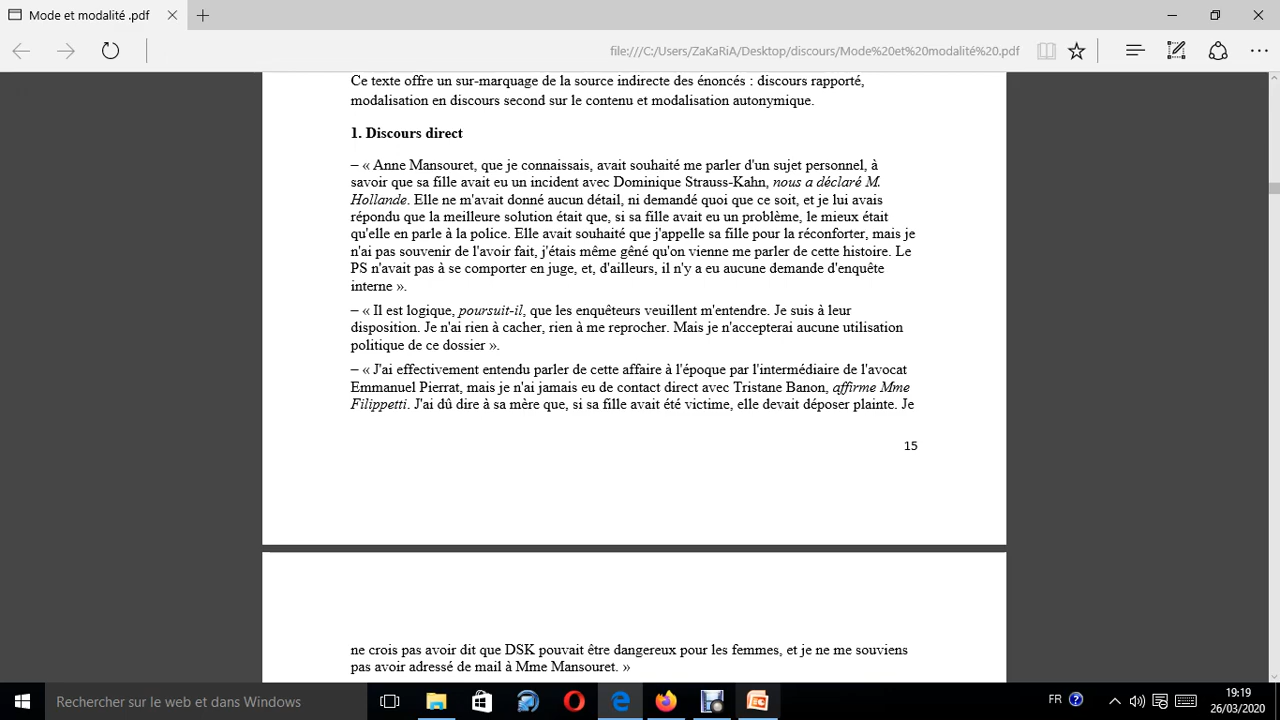 Mode et modalité .pdf
file:///C:/Users/ZaKaRiA/Desktop/discours/Mode%20et%20modalité%20.pdf
Ce texte offre un sur-marquage de la source indirecte des énoncés : discours rapporté,
modalisation en discours second sur le contenu et modalisation autonymique.
1. Discours direct
– « Anne Mansouret, que je connaissais, avait souhaité me parler d'un sujet personnel, à
savoir que sa fille avait eu un incident avec Dominique Strauss-Kahn, nous a déclaré M.
Hollande. Elle ne m'avait donné aucun détail, ni demandé quoi que ce soit, et je lui avais
répondu que la meilleure solution était que, si sa fille avait eu un problème, le mieux était
qu'elle en parle à la police. Elle avait souhaité que j'appelle sa fille pour la réconforter, mais je
n'ai pas souvenir de l'avoir fait, j'étais même gêné qu'on vienne me parler de cette histoire. Le
PS n'avait pas à se comporter en juge, et, d'ailleurs, il n'y a eu aucune demande d'enquête
interne ».
– « Il est logique, poursuit-il, que les enquêteurs veuillent m'entendre. Je suis à leur
disposition. Je n'ai rien à cacher, rien à me reprocher. Mais je n'accepterai aucune utilisation
politique de ce dossier ».
– « J'ai effectivement entendu parler de cette affaire à l'époque par l'intermédiaire de l'avocat
Emmanuel Pierrat, mais je n'ai jamais eu de contact direct avec Tristane Banon, affirme Mme
Filippetti. J'ai dû dire à sa mère que, si sa fille avait été victime, elle devait déposer plainte. Je
15
ne crois pas avoir dit que DSK pouvait être dangereux pour les femmes, et je ne me souviens
pas avoir adressé de mail à Mme Mansouret. »
Rechercher sur le web et dans Windows
FR
19:19
26/03/2020